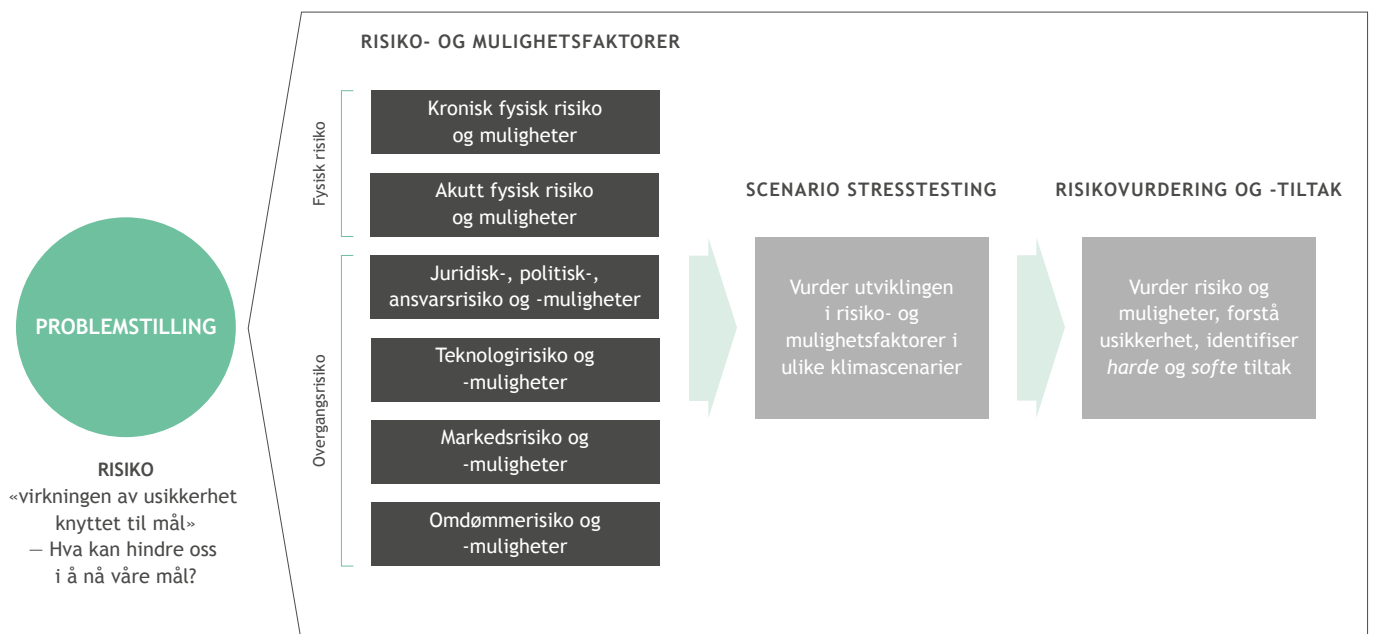 PROBLEMSTILLING
RISIKO
«virkningen av usikkerhet
knyttet til mål»
— Hva kan hindre oss
i å nå våre mål?
RISIKO- OG MULIGHETSFAKTORER
Fysisk risiko
Kronisk fysisk risiko
og muligheter
Akutt fysisk risiko
og muligheter
Overgangsrisiko
Juridisk-, politisk-,
ansvarsrisiko og -muligheter
Teknologirisiko og
-muligheter
Markedsrisiko og
-muligheter
Omdømmerisiko og
-muligheter
SCENARIO STRESSTESTING
Vurder utviklingen
i risiko- og
mulighetsfaktorer i
ulike klimascenarier
RISIKOVURDERING OG -TILTAK
Vurder risiko og
muligheter, forstå
usikkerhet, identifiser
harde og softe tiltak